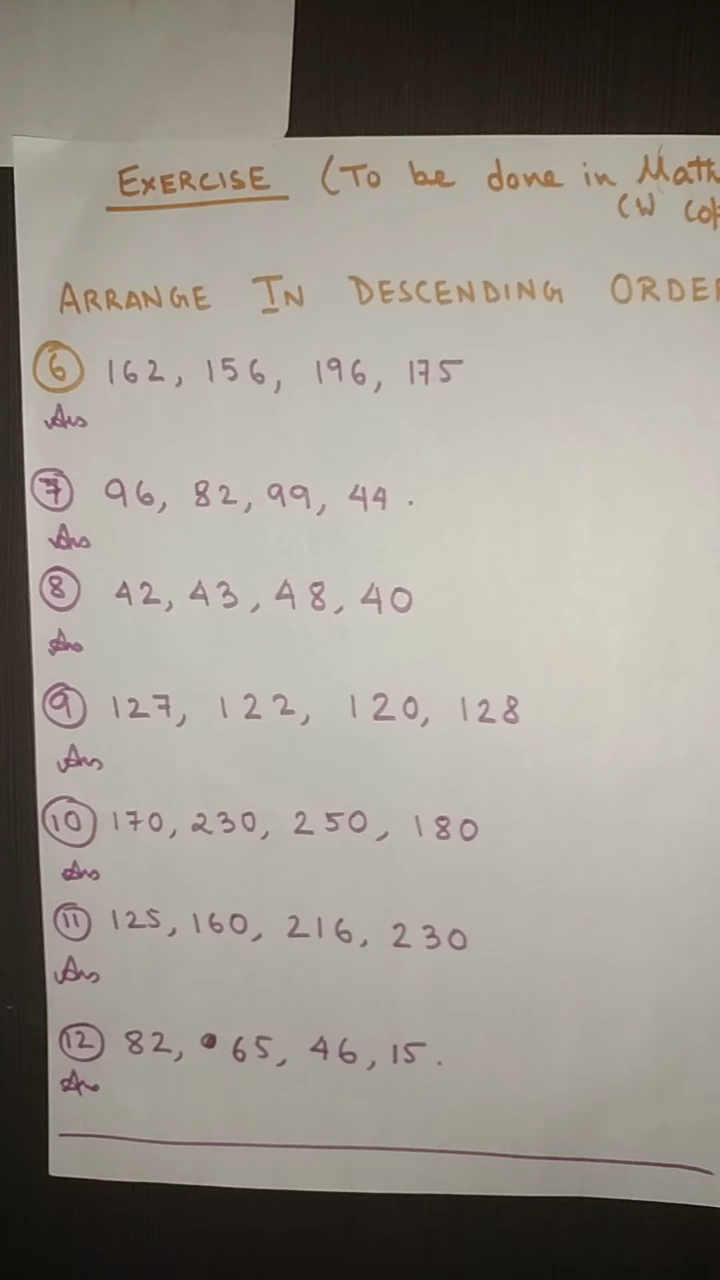 EXERCISE (To be done in Math
CW
ARRANGE IN DESCENDING ORDER
6 162, 156, 196, 175
Ans
7 96, 82, 99, 44.
Ans
8 42, 43, 48, 40
Ans
9 127, 122, 120, 128
Ans
10 170, 230, 250, 180
Ans
11 125, 160, 216, 230
Ans
12 82, 65, 46, 15.
Ans